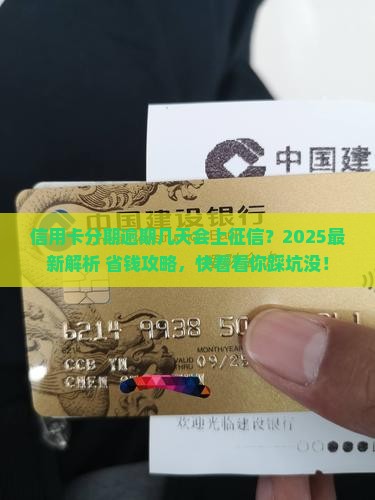 中国建
中国建设银行
信用卡分期逾期几天会上征信？2025最
新解析 省钱攻略，快看看你踩坑没！
6214 9938 50
MONTH/YEAR
CCB YN VALID THRU 09/25
CHEN
欢迎光临建设银行